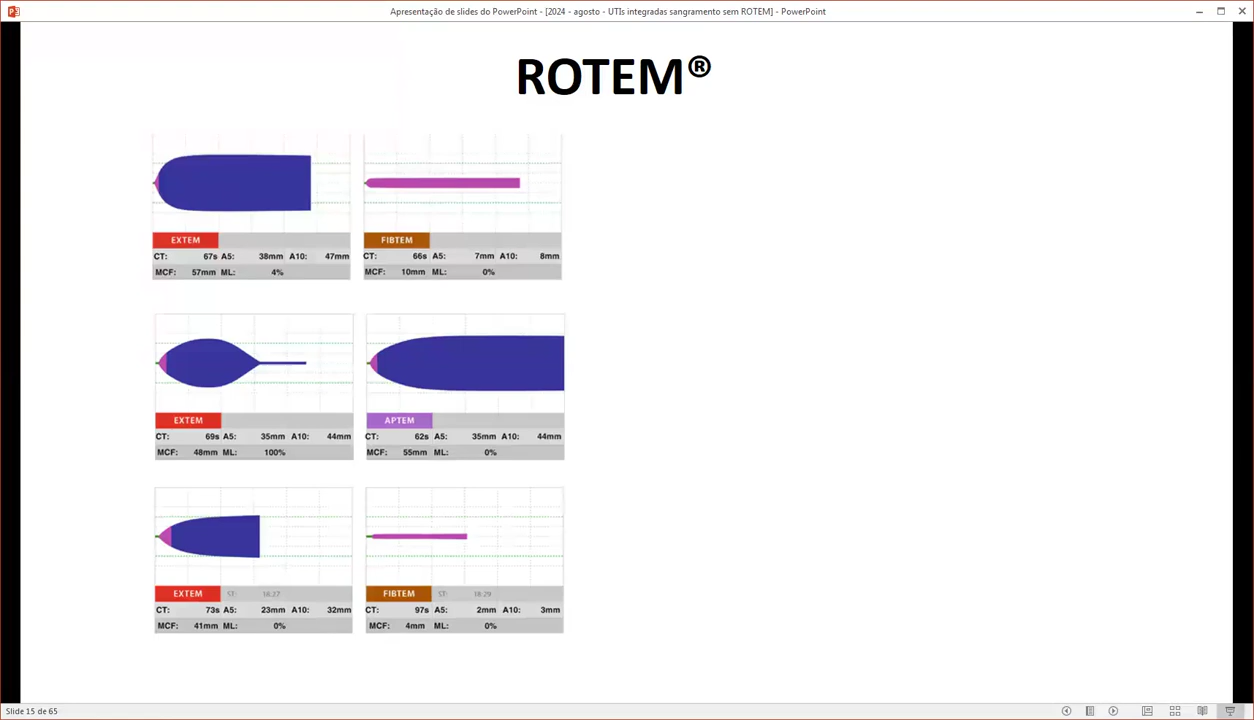 Apresentação de slides do PowerPoint - [2024 - agosto - UTIs integradas sangramento sem ROTEM] - PowerPoint
ROTEM®
EXTEM
CT: 67s A5: 38mm A10: 47mm
MCF: 57mm ML: 4%
FIBTEM
CT: 66s A5: 7mm A10: 8mm
MCF: 10mm ML: 0%
EXTEM
CT: 69s A5: 35mm A10: 44mm
MCF: 48mm ML: 100%
APTEM
CT: 62s A5: 35mm A10: 44mm
MCF: 55mm ML: 0%
EXTEM ST: 18:27
CT: 73s A5: 23mm A10: 32mm
MCF: 41mm ML: 0%
FIBTEM ST: 18:29
CT: 97s A5: 2mm A10: 3mm
MCF: 4mm ML: 0%
Slide 15 de 65